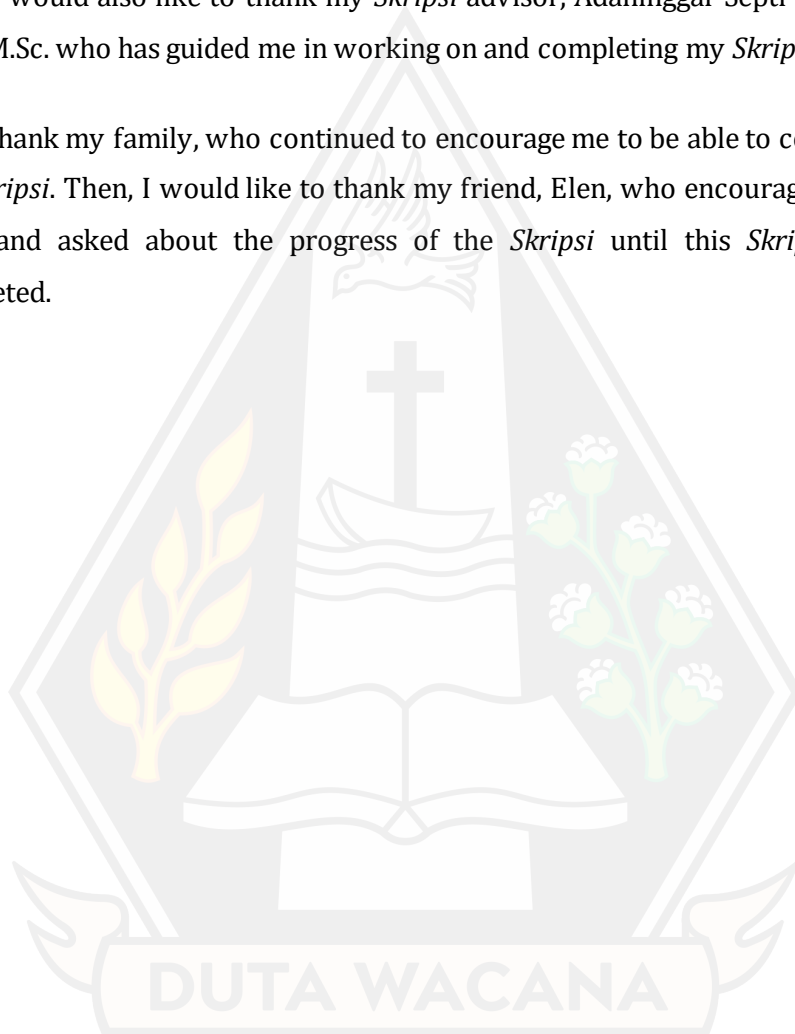 would also like to thank my Skripsi advisor, Adaninggar Septi
M.Sc. who has guided me in working on and completing my Skrip
hank my family, who continued to encourage me to be able to c
ripsi. Then, I would like to thank my friend, Elen, who encourag
and asked about the progress of the Skripsi until this Skri
eted.
DUTA WACANA